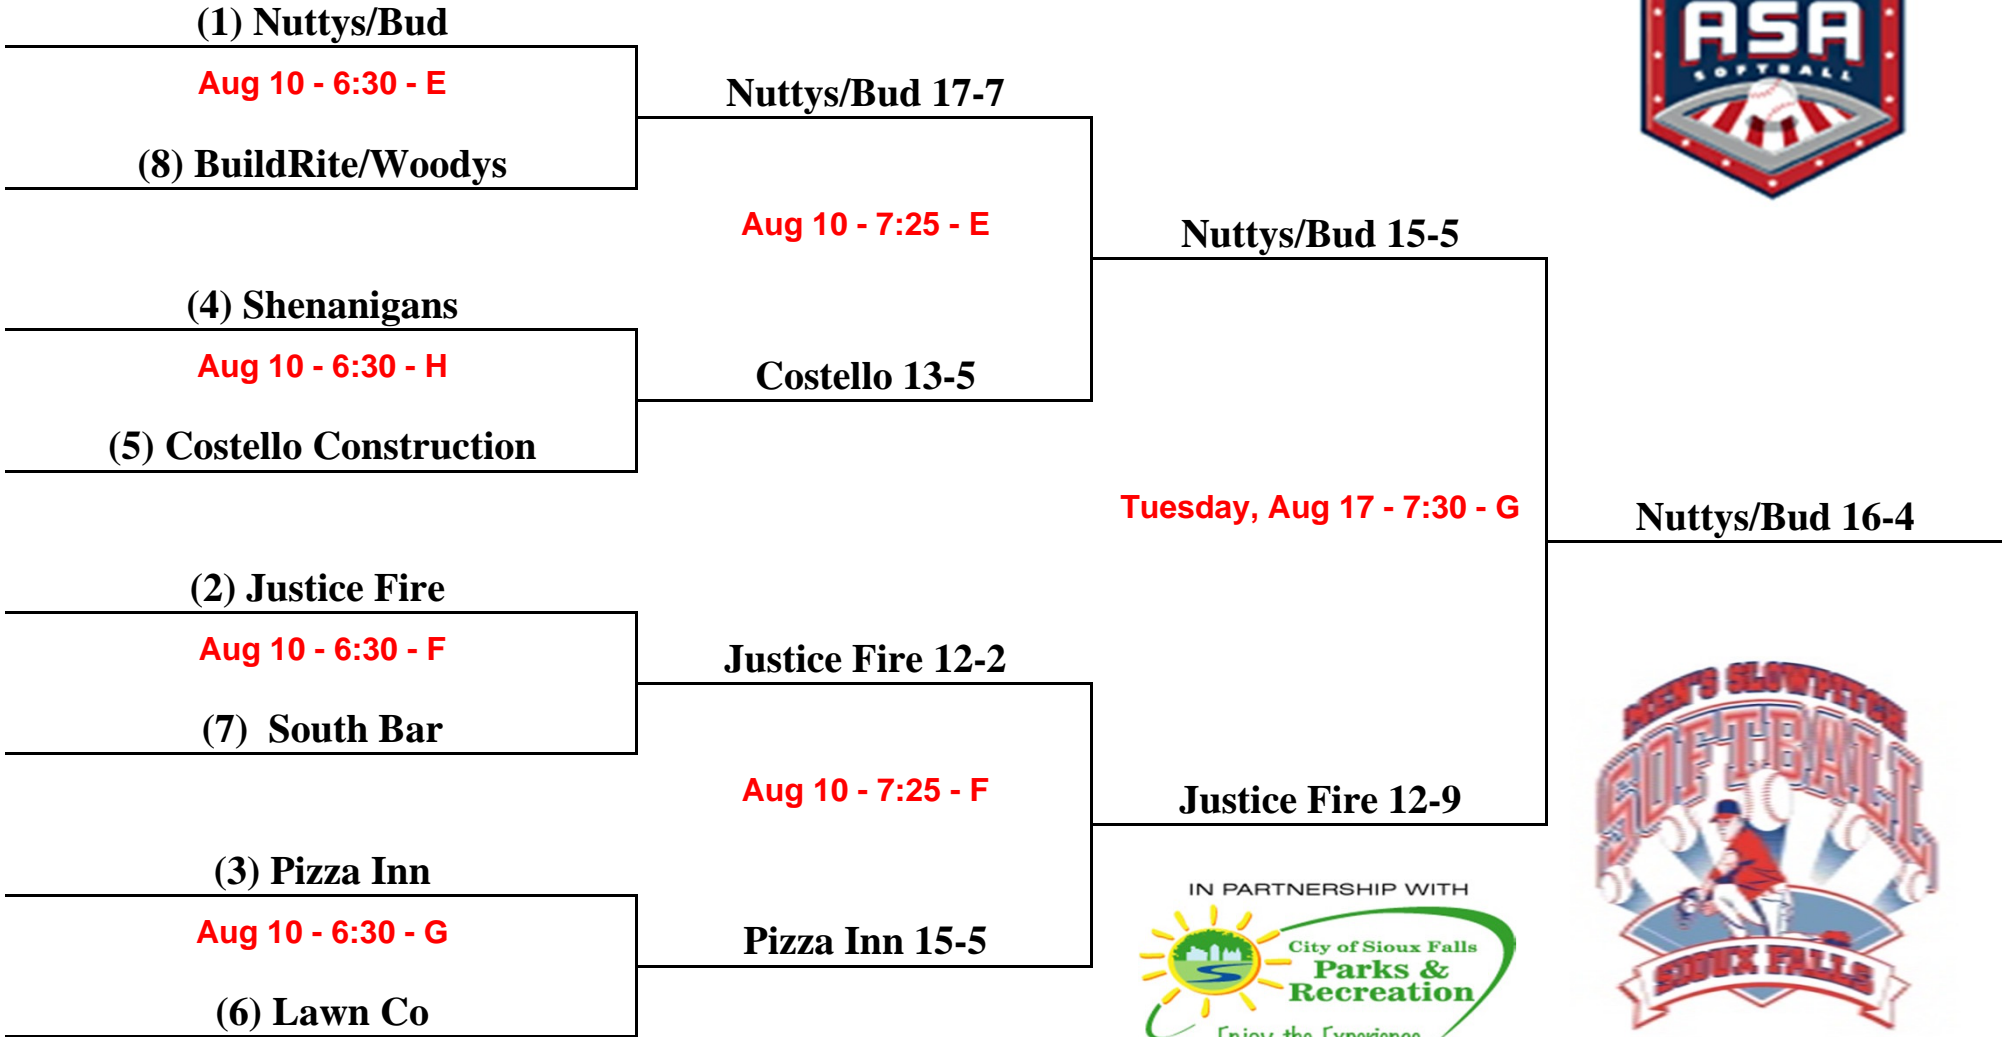 (1) Nuttys/Bud
Aug 10 - 6:30 - E
(8) BuildRite/Woodys
Nuttys/Bud 17-7
Aug 10 - 7:25 - E
(4) Shenanigans
Aug 10 - 6:30 - H
(5) Costello Construction
Costello 13-5
Nuttys/Bud 15-5
Tuesday, Aug 17 - 7:30 - G
Nuttys/Bud 16-4
(2) Justice Fire
Aug 10 - 6:30 - F
(7) South Bar
Justice Fire 12-2
Aug 10 - 7:25 - F
Justice Fire 12-9
(3) Pizza Inn
Aug 10 - 6:30 - G
(6) Lawn Co
Pizza Inn 15-5
ASA
SOFTBALL
IN PARTNERSHIP WITH
City of Sioux Falls
Parks &
Recreation
Enjoy the Experience
MEN'S SLOWPITCH
SOFTBALL
SIOUX FALLS